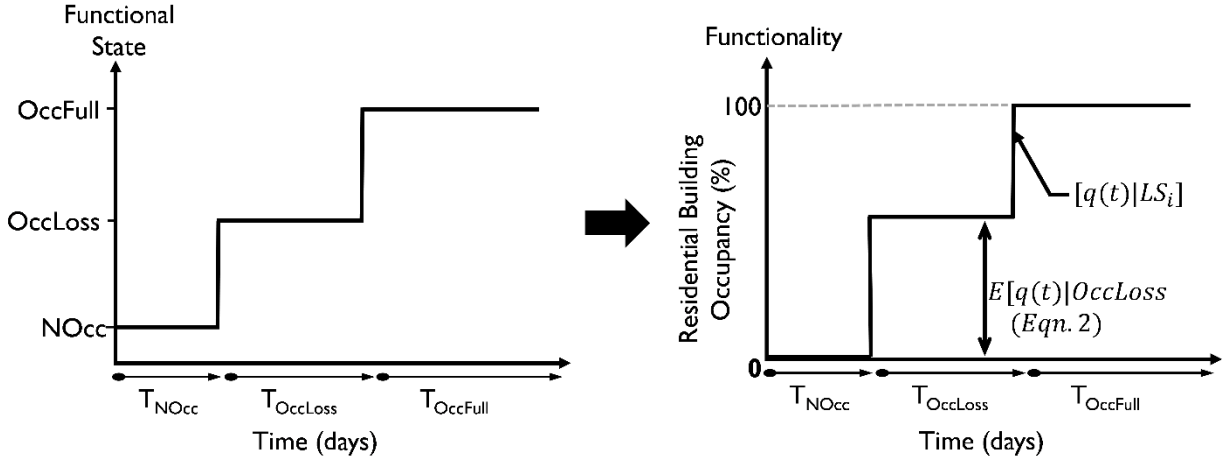 Functional
State
OccFull
OccLoss
NOcc
T_NOcc
T_OccLoss
T_OccFull
Time (days)
Functionality
Residential Building
Occupancy (%)
100
0
[q(t)|LS_i]
E[q(t)|OccLoss
(Eqn. 2)
T_NOcc
T_OccLoss
T_OccFull
Time (days)